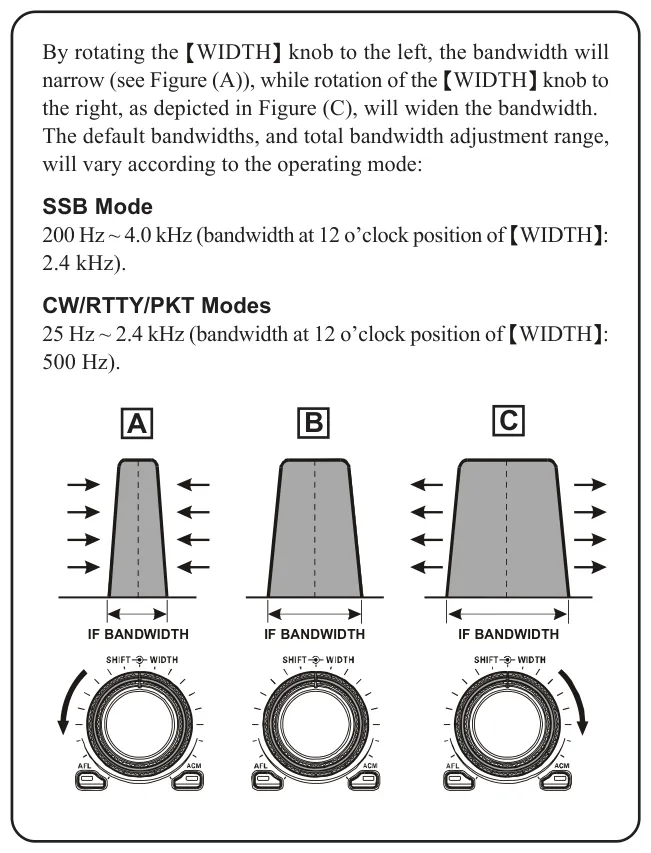 By rotating the【WIDTH】knob to the left, the bandwidth will
narrow (see Figure (A)), while rotation of the【WIDTH】knob to
the right, as depicted in Figure (C), will widen the bandwidth.
The default bandwidths, and total bandwidth adjustment range,
will vary according to the operating mode:
SSB Mode
200 Hz ~ 4.0 kHz (bandwidth at 12 o’clock position of【WIDTH】:
2.4 kHz).
CW/RTTY/PKT Modes
25 Hz ~ 2.4 kHz (bandwidth at 12 o’clock position of【WIDTH】:
500 Hz).
A B C
IF BANDWIDTH IF BANDWIDTH IF BANDWIDTH
SHIFT WIDTH SHIFT WIDTH SHIFT WIDTH
AFL ACM AFL ACM AFL ACM